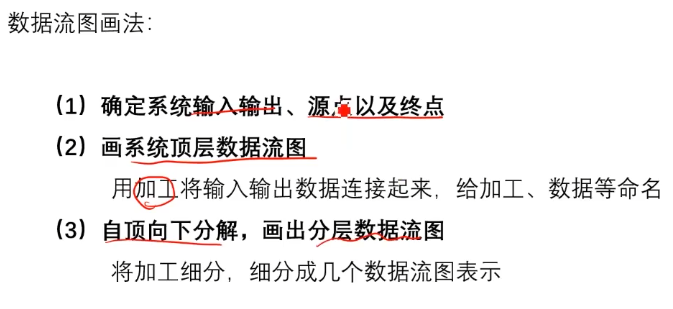 数据流图画法：
（1）确定系统输入输出、源点以及终点
（2）画系统顶层数据流图
用加工将输入输出数据连接起来，给加工、数据等命名
（3）自顶向下分解，画出分层数据流图
将加工细分，细分成几个数据流图表示